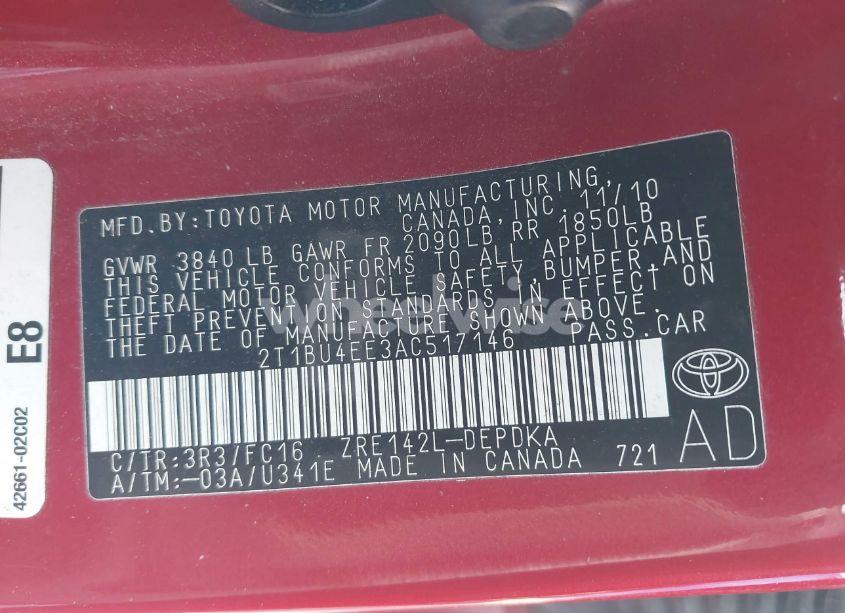 MFD.BY:TOYOTA MOTOR MANUFACTURING,
CANADA,INC. 11/10
GVWR 3840 LB GAWR FR 2090LB RR 1850LB
THIS VEHICLE CONFORMS TO ALL APPLICABLE
FEDERAL MOTOR VEHICLE SAFETY, BUMPER, AND
THEFT PREVENTION STANDARDS IN EFFECT ON
THE DATE OF MANUFACTURE SHOWN ABOVE.
2T1BU4EE3AC517146 PASS.CAR
C/TR:3R3/FC16 ZRE142L-DEPDKA
A/TM:-03A/U341E MADE IN CANADA 721
AD
E8
42661-02C02
wheelwise